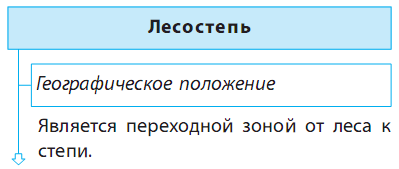 Лесостепь
Географическое положение
Является переходной зоной от леса к
степи.